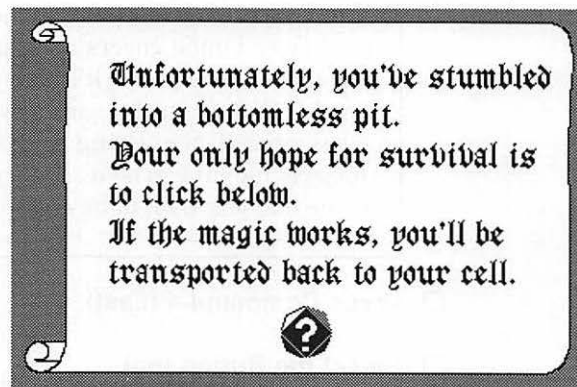 Unfortunately, you've stumbled
into a bottomless pit.
Your only hope for survival is
to click below.
If the magic works, you'll be
transported back to your cell.
?